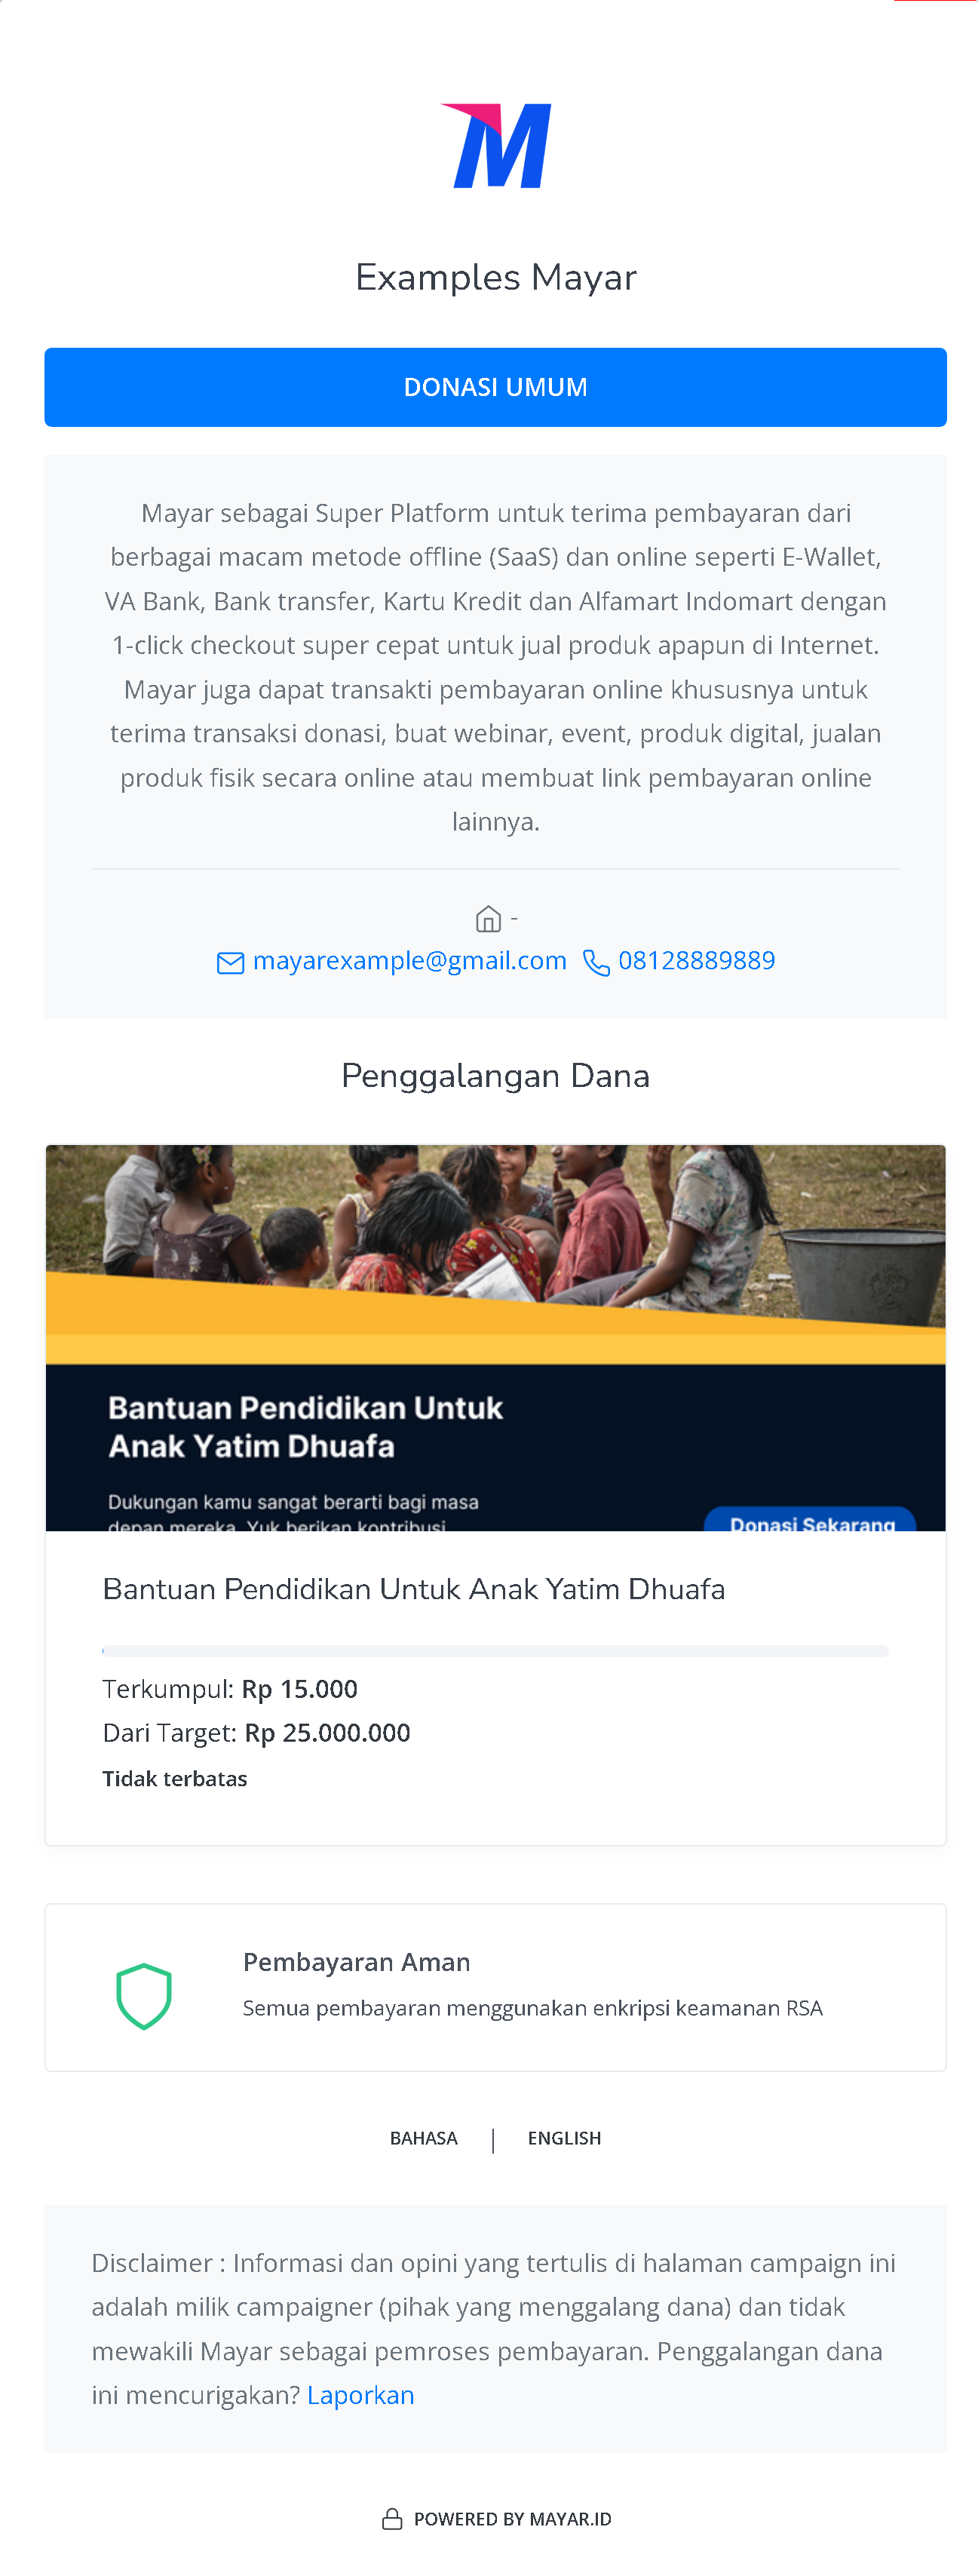 M
Examples Mayar
DONASI UMUM
Mayar sebagai Super Platform untuk terima pembayaran dari
berbagai macam metode offline (SaaS) dan online seperti E-Wallet,
VA Bank, Bank transfer, Kartu Kredit dan Alfamart Indomart dengan
1-click checkout super cepat untuk jual produk apapun di Internet.
Mayar juga dapat transakti pembayaran online khususnya untuk
terima transaksi donasi, buat webinar, event, produk digital, jualan
produk fisik secara online atau membuat link pembayaran online
lainnya.
-
mayarexample@gmail.com 08128889889
Penggalangan Dana
Bantuan Pendidikan Untuk
Anak Yatim Dhuafa
Dukungan kamu sangat berarti bagi masa
depan mereka. Yuk berikan kontribusi
Donasi Sekarang
Bantuan Pendidikan Untuk Anak Yatim Dhuafa
Terkumpul: Rp 15.000
Dari Target: Rp 25.000.000
Tidak terbatas
Pembayaran Aman
Semua pembayaran menggunakan enkripsi keamanan RSA
BAHASA | ENGLISH
Disclaimer : Informasi dan opini yang tertulis di halaman campaign ini
adalah milik campaigner (pihak yang menggalang dana) dan tidak
mewakili Mayar sebagai pemroses pembayaran. Penggalangan dana
ini mencurigakan? Laporkan
POWERED BY MAYAR.ID